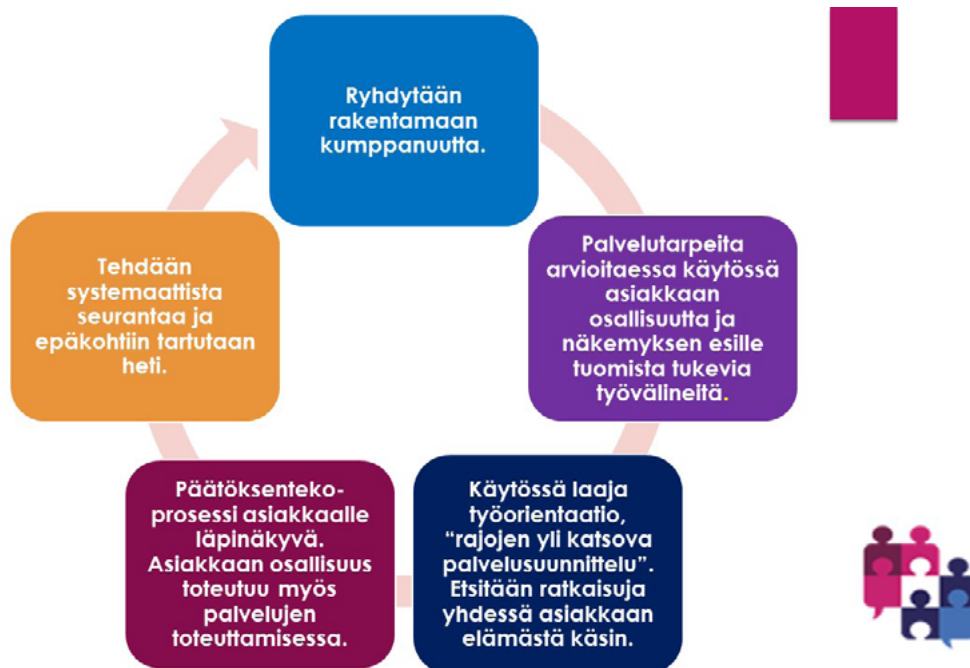 Ryhdytään
rakentamaan
kumppanuutta.
Palvelutarpeita
arvioitaessa käytössä
asiakkaan
osallisuutta ja
näkemyksen esille
tuomista tukevia
työvälineitä.
Käytössä laaja
työorientaatio,
“rajojen yli katsova
palvelusuunnittelu”.
Etsitään ratkaisuja
yhdessä asiakkaan
elämästä käsin.
Päätöksenteko-
prosessi asiakkaalle
läpinäkyvä.
Asiakkaan osallisuus
toteutuu myös
palvelujen
toteuttamisessa.
Tehdään
systemaattista
seurantaa ja
epäkohtiin tartutaan
heti.